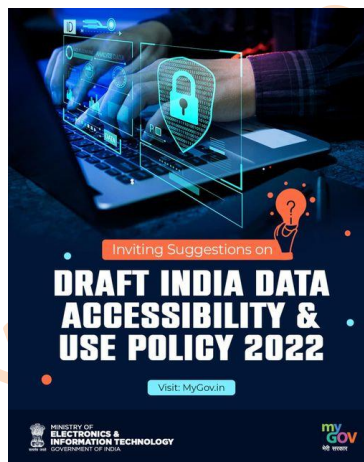 Inviting Suggestions on
DRAFT INDIA DATA
ACCESSIBILITY &
USE POLICY 2022
Visit: MyGov.in
MINISTRY OF
ELECTRONICS &
INFORMATION TECHNOLOGY
GOVERNMENT OF INDIA
my
GOV
मेरी सरकार